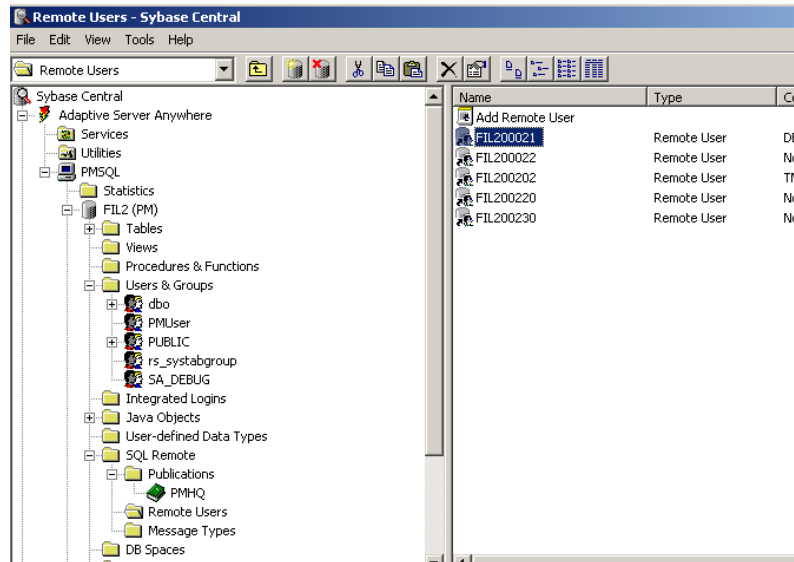 Remote Users - Sybase Central
File Edit View Tools Help
Remote Users
Sybase Central
Adaptive Server Anywhere
Services
Utilities
PMSQL
Statistics
FIL2 (PM)
Tables
Views
Procedures & Functions
Users & Groups
dbo
PMUser
PUBLIC
rs_systabgroup
SA_DEBUG
Integrated Logins
Java Objects
User-defined Data Types
SQL Remote
Publications
PMHQ
Remote Users
Message Types
DB Spaces
Name Type
Add Remote User
FIL200021 Remote User
FIL200022 Remote User
FIL200202 Remote User
FIL200220 Remote User
FIL200230 Remote User